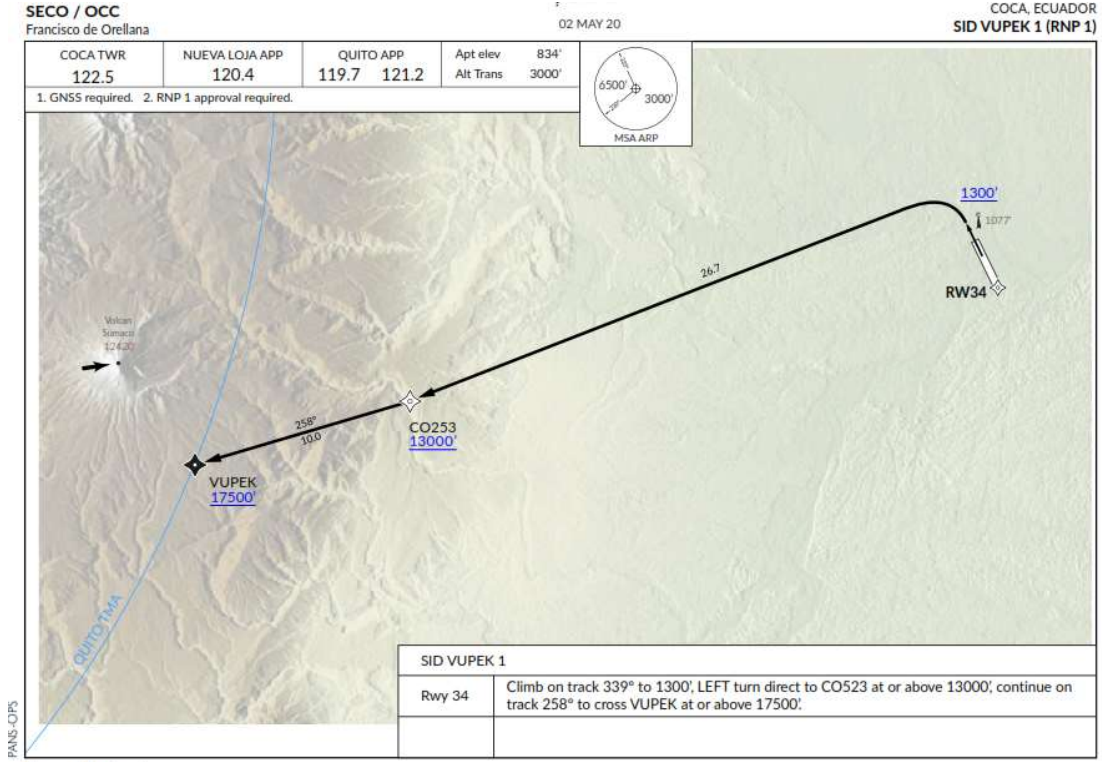 SECO / OCC
Francisco de Orellana
02 MAY 20
COCA, ECUADOR
SID VUPEK 1 (RNP 1)
COCA TWR
122.5
NUEVA LOJA APP
120.4
QUITO APP
119.7 121.2
Apt elev 834'
Alt Trans 3000'
1. GNSS required. 2. RNP 1 approval required.
6500'
3000'
MSA ARP
1300'
1077'
RW34
26.7
Volcan
Sumaco
CO253
13000'
258°
10.0
VUPEK
17500'
QUITO TMA
SID VUPEK 1
Rwy 34
Climb on track 339° to 1300', LEFT turn direct to CO523 at or above 13000', continue on
track 258° to cross VUPEK at or above 17500'.
PANS-OPS